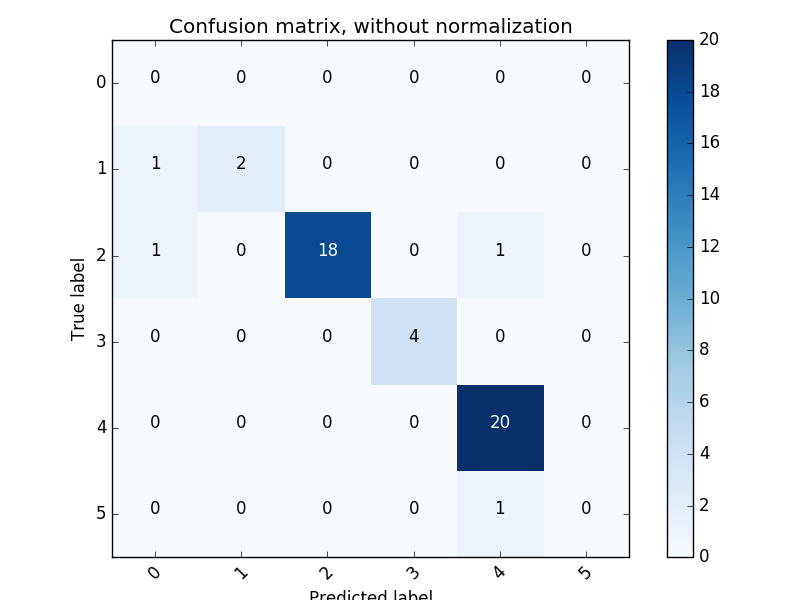 Confusion matrix, without normalization
0 0 0 0 0 0 0
1 1 2 0 0 0 0
2 1 0 18 0 1 0
3 0 0 0 4 0 0
4 0 0 0 0 20 0
5 0 0 0 0 1 0
0 1 2 3 4 5
True label
Predicted label
20
18
16
14
12
10
8
6
4
2
0